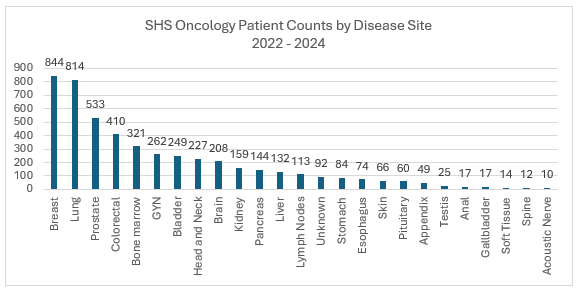 SHS Oncology Patient Counts by Disease Site
2022 - 2024
900
800
700
600
500
400
300
200
100
0
844
814
533
410
321
262
249
227
208
159
144
132
113
92
84
74
66
60
49
25
17
17
14
12
10
Breast
Lung
Prostate
Colorectal
Bone marrow
GYN
Bladder
Head and Neck
Brain
Kidney
Pancreas
Liver
Lymph Nodes
Unknown
Stomach
Esophagus
Skin
Pituitary
Appendix
Testis
Anal
Gallbladder
Soft Tissue
Spine
Acoustic Nerve